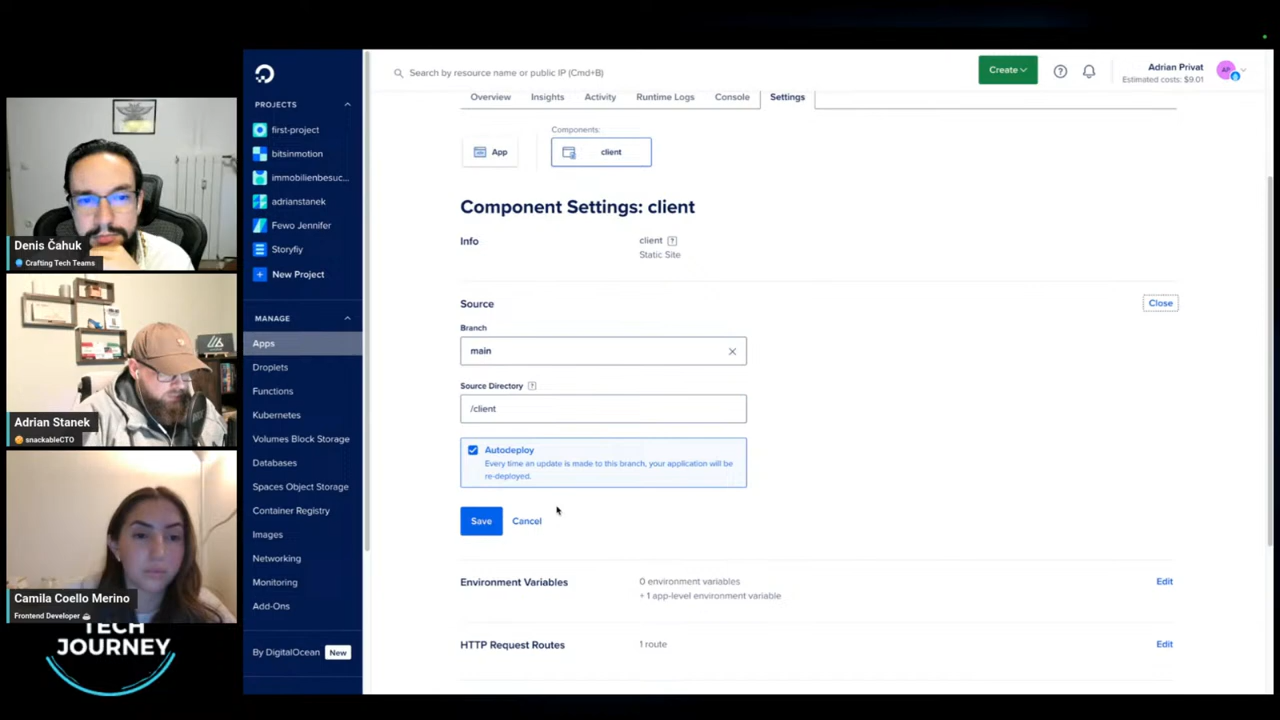 Denis Čahuk
Crafting Tech Teams
Adrian Stanek
snackableCTO
Camila Coello Merino
Frontend Developer
TECH
JOURNEY
PROJECTS
first-project
bitsinmotion
immobilienbesuc...
adrianstanek
Fewo Jennifer
Storyfiy
New Project
MANAGE
Apps
Droplets
Functions
Kubernetes
Volumes Block Storage
Databases
Spaces Object Storage
Container Registry
Images
Networking
Monitoring
Add-Ons
By DigitalOcean New
Search by resource name or public IP (Cmd+B)
Create
Adrian Privat
Estimated costs: $9.01
AP
Overview Insights Activity Runtime Logs Console Settings
Components:
App client
Component Settings: client
Info client ?
Static Site
Source Close
Branch
main
Source Directory ?
/client
Autodeploy
Every time an update is made to this branch, your application will be
re-deployed.
Save Cancel
Environment Variables 0 environment variables Edit
+ 1 app-level environment variable
HTTP Request Routes 1 route Edit